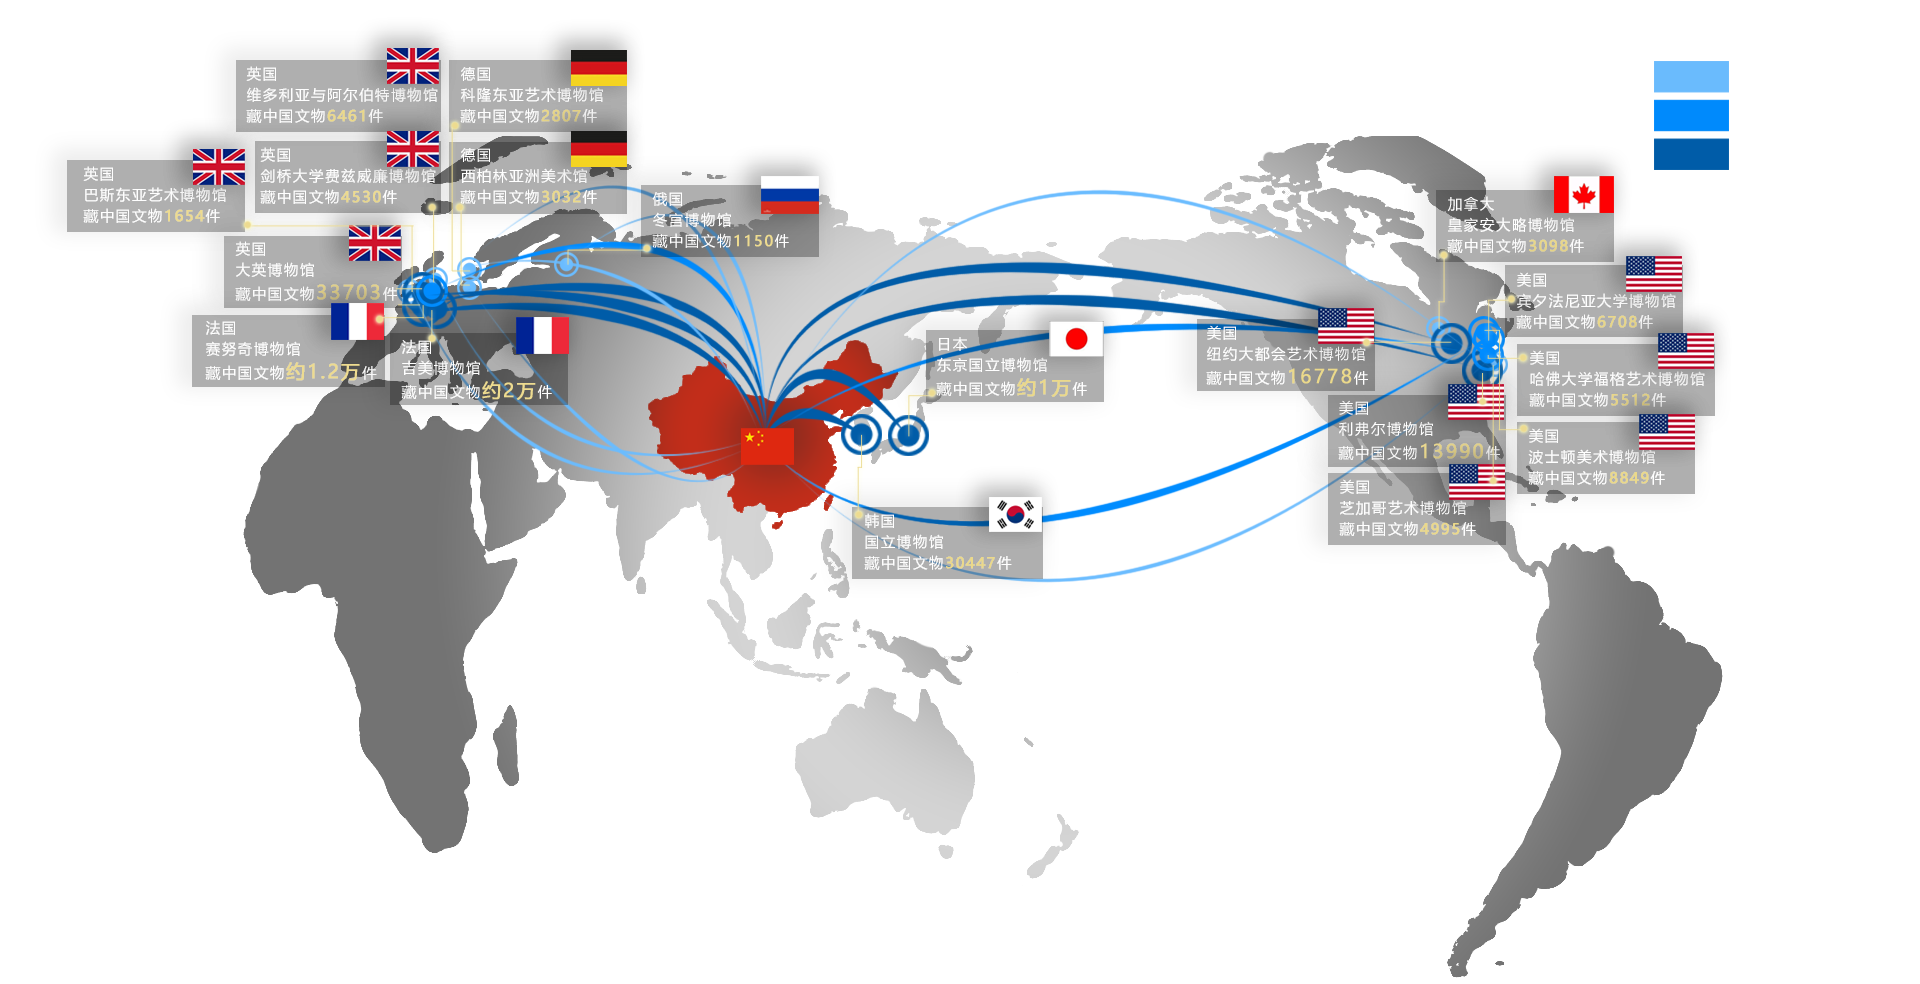 英国
维多利亚与阿尔伯特博物馆
藏中国文物6461件
德国
科隆东亚艺术博物馆
藏中国文物2807件
英国
巴斯东亚艺术博物馆
藏中国文物1654件
英国
剑桥大学费兹威廉博物馆
藏中国文物4530件
德国
西柏林亚洲美术馆
藏中国文物3032件
俄国
冬宫博物馆
藏中国文物1150件
英国
大英博物馆
藏中国文物33703件
法国
赛努奇博物馆
藏中国文物约1.2万件
法国
吉美博物馆
藏中国文物约2万件
日本
东京国立博物馆
藏中国文物约1万件
韩国
国立博物馆
藏中国文物30447件
加拿大
皇家安大略博物馆
藏中国文物3098件
美国
宾夕法尼亚大学博物馆
藏中国文物6708件
美国
纽约大都会艺术博物馆
藏中国文物16778件
美国
哈佛大学福格艺术博物馆
藏中国文物5512件
美国
利弗尔博物馆
藏中国文物13990件
美国
波士顿美术博物馆
藏中国文物8849件
美国
芝加哥艺术博物馆
藏中国文物4995件